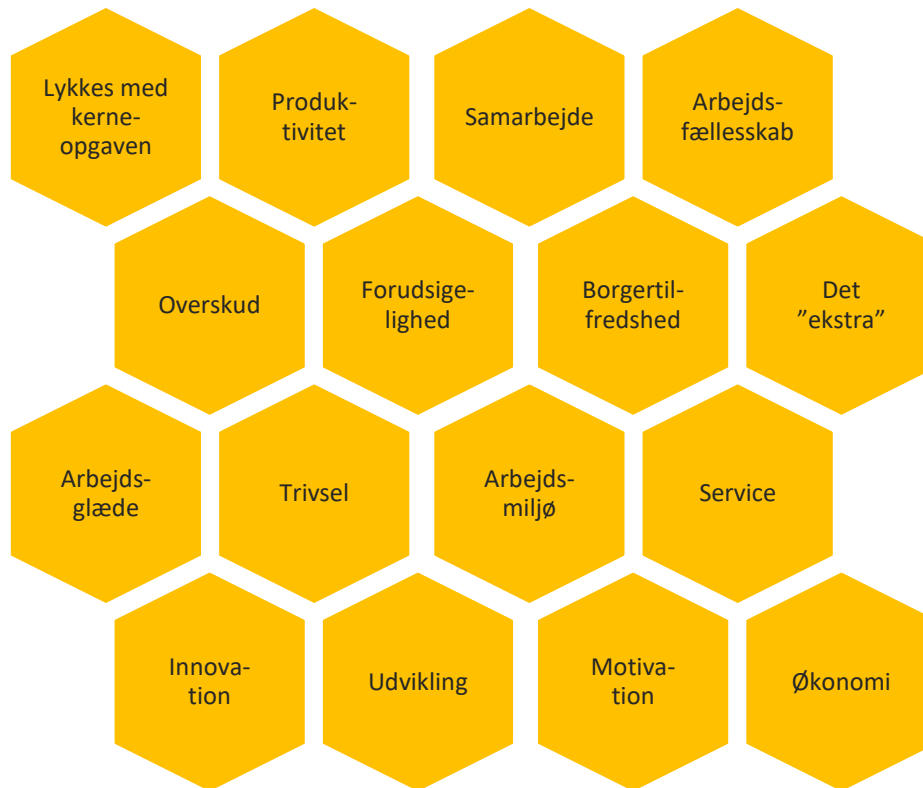 Lykkes med
kerne-
opgaven
Produk-
tivitet
Samarbejde
Arbejds-
fællesskab
Overskud
Forudsige-
lighed
Borgertil-
fredshed
Det
”ekstra”
Arbejds-
glæde
Trivsel
Arbejds-
miljø
Service
Innova-
tion
Udvikling
Motiva-
tion
Økonomi